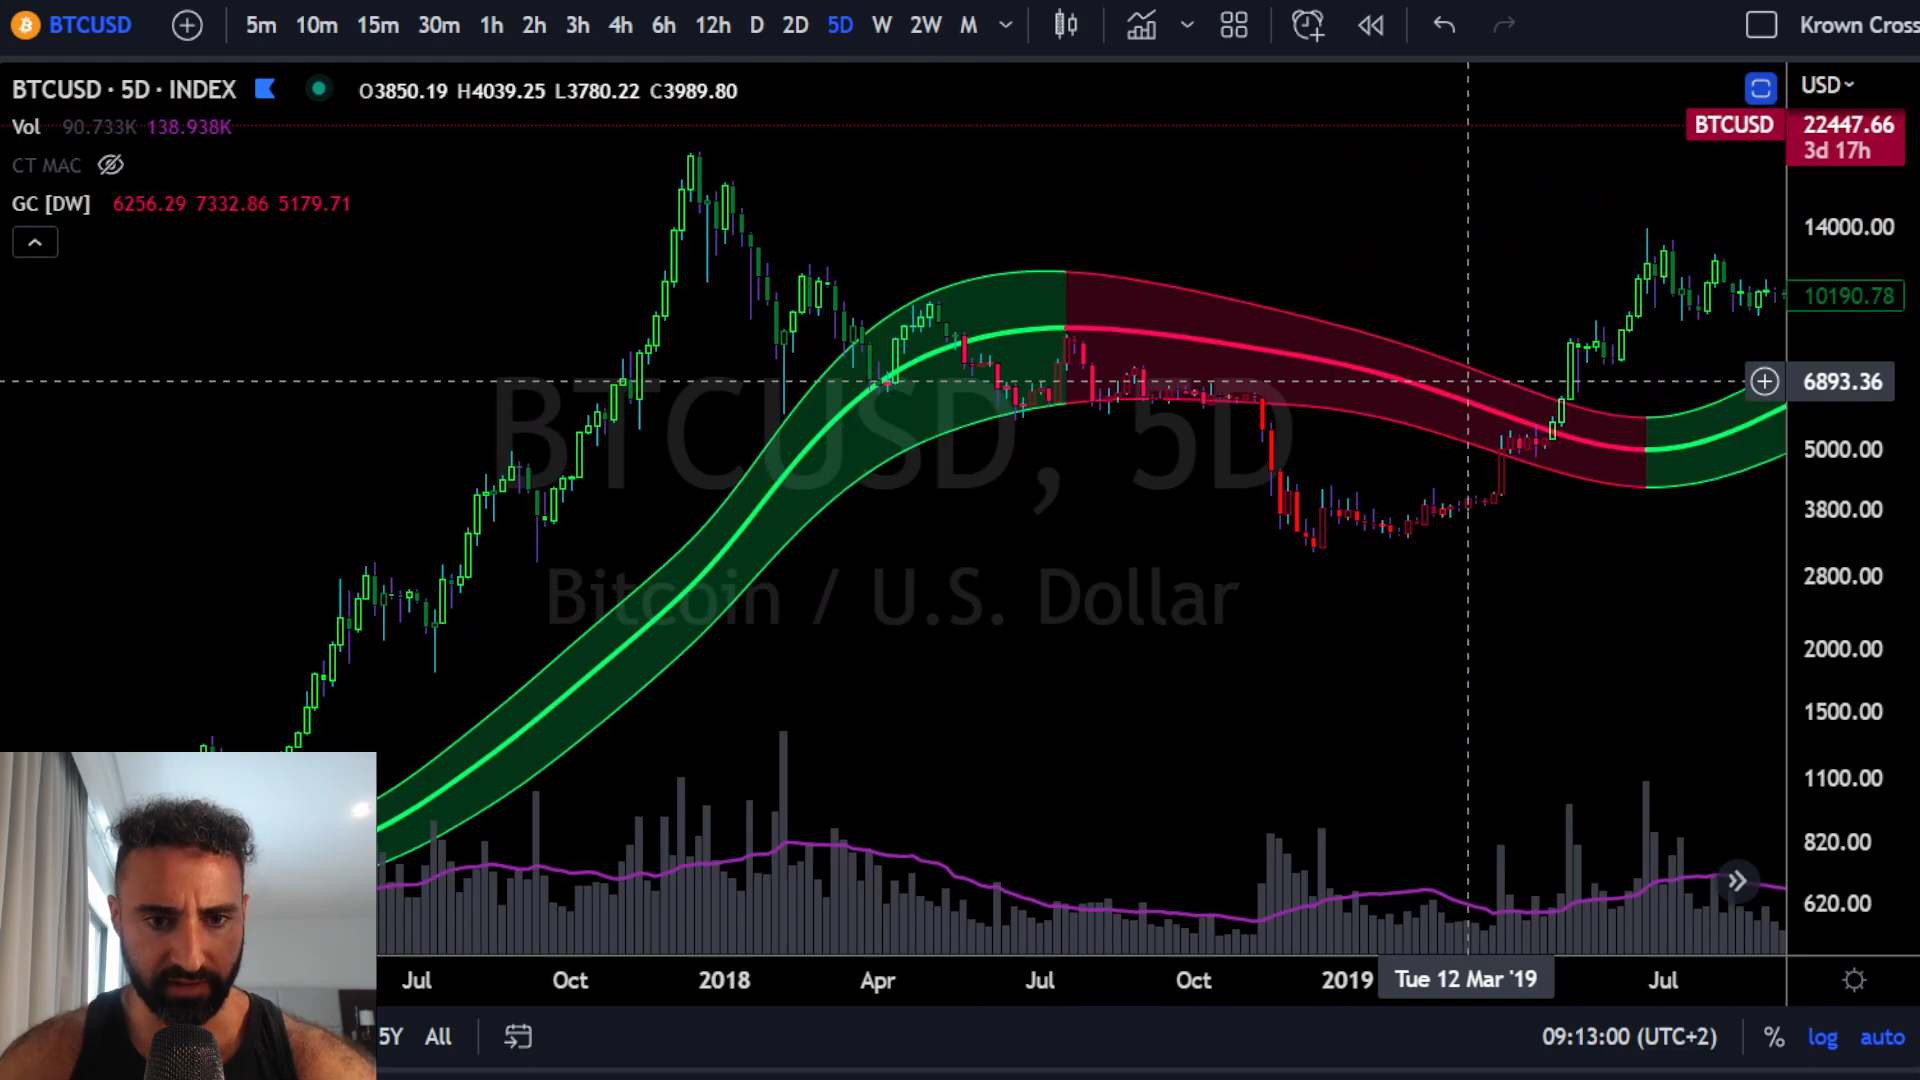 BTCUSD 5m 10m 15m 30m 1h 2h 3h 4h 6h 12h D 2D 5D W 2W M Krown Cross
BTCUSD · 5D · INDEX O3850.19 H4039.25 L3780.22 C3989.80 USD
Vol 90.733K 138.938K BTCUSD 22447.66
3d 17h
CT MAC
GC [DW] 6256.29 7332.86 5179.71
14000.00
10190.78
6893.36
BTCUSD, 5D
5000.00
3800.00
Bitcoin / U.S. Dollar
2800.00
2000.00
1500.00
1100.00
820.00
620.00
Jul Oct 2018 Apr Jul Oct 2019 Tue 12 Mar '19 Jul
5Y All 09:13:00 (UTC+2) % log auto